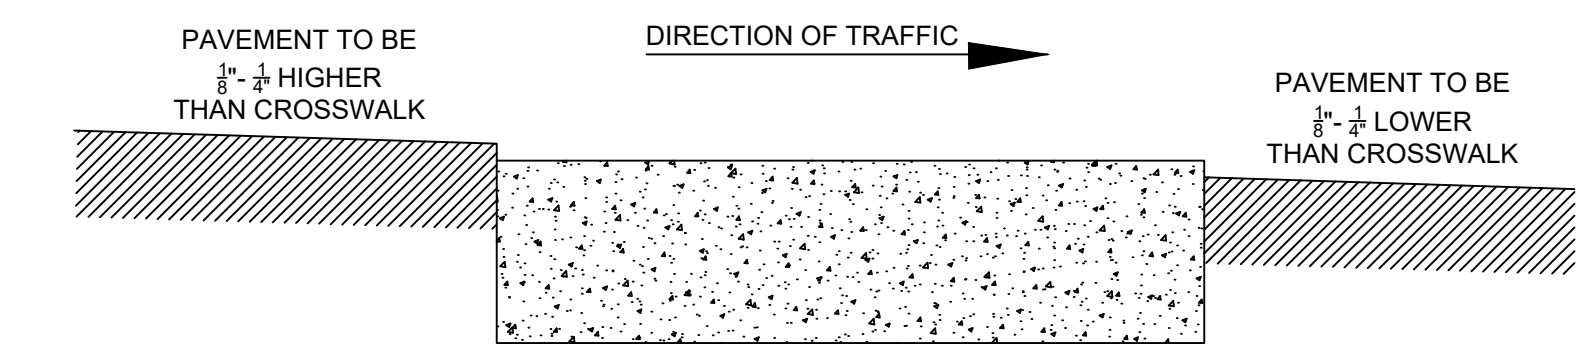 PAVEMENT TO BE
1/8"- 1/4" HIGHER
THAN CROSSWALK
DIRECTION OF TRAFFIC
PAVEMENT TO BE
1/8"- 1/4" LOWER
THAN CROSSWALK